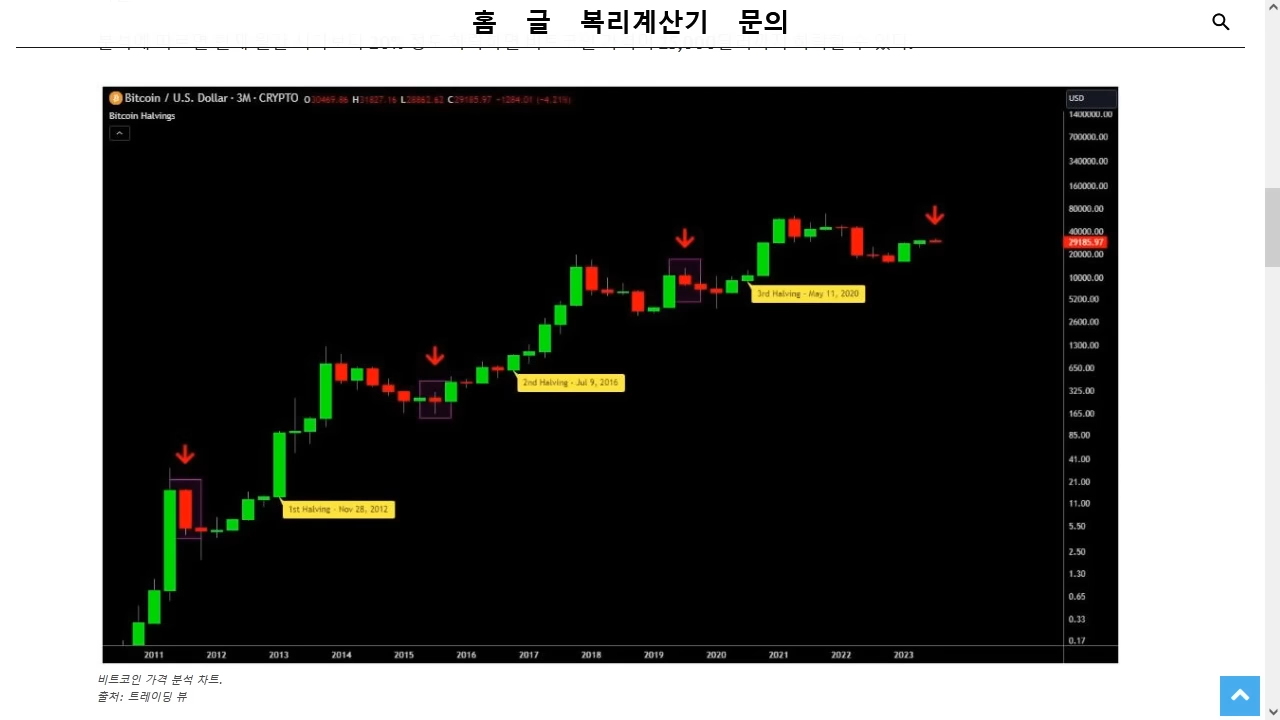 홈 글 복리계산기 문의
Bitcoin / U.S. Dollar · 3M · CRYPTO O30469.86 H31827.16 L28862.62 C29185.97 −1284.01 (−4.21%)
Bitcoin Halvings
USD
1400000.00
700000.00
340000.00
160000.00
80000.00
40000.00
29185.97
20000.00
10000.00
5200.00
2600.00
1300.00
650.00
325.00
165.00
85.00
41.00
21.00
11.00
5.50
2.50
1.30
0.65
0.33
0.17
3rd Halving - May 11, 2020
2nd Halving - Jul 9, 2016
1st Halving - Nov 28, 2012
2011 2012 2013 2014 2015 2016 2017 2018 2019 2020 2021 2022 2023
비트코인 가격 분석 차트.
출처: 트레이딩 뷰